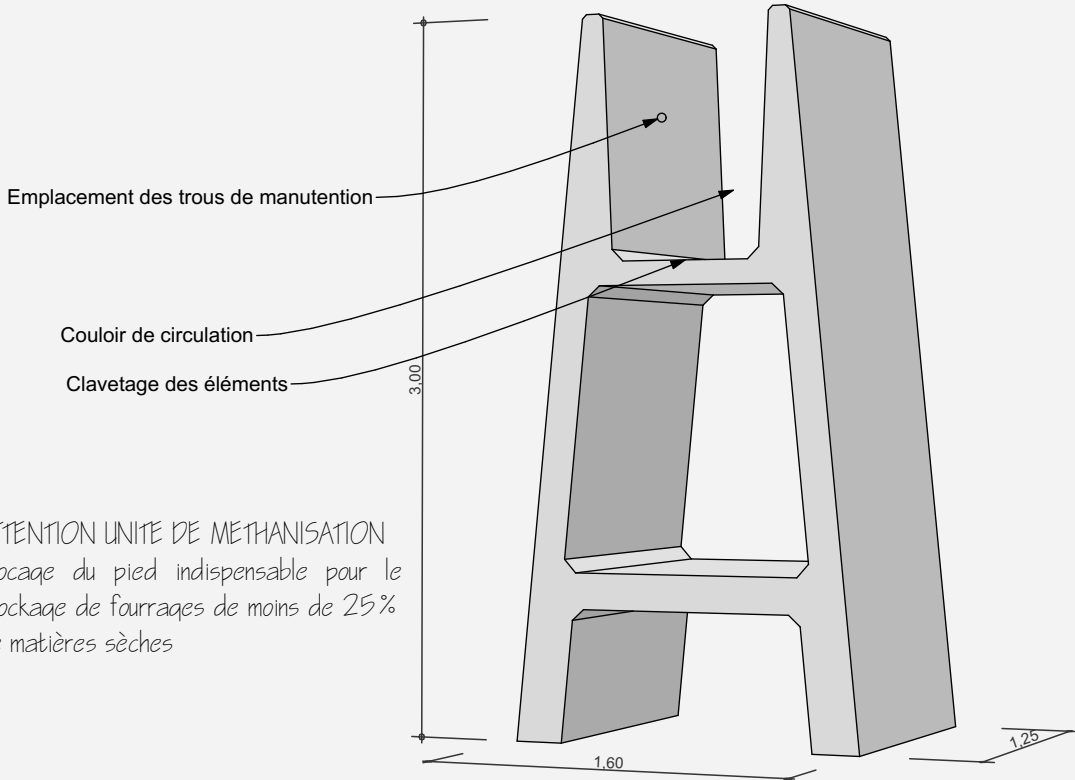 Emplacement des trous de manutention
Couloir de circulation
Clavetage des éléments
3,00
TTENTION UNITE DE METHANISATION
ocage du pied indispensable pour le
ockage de fourrages de moins de 25%
e matières sèches
1,60
1,25